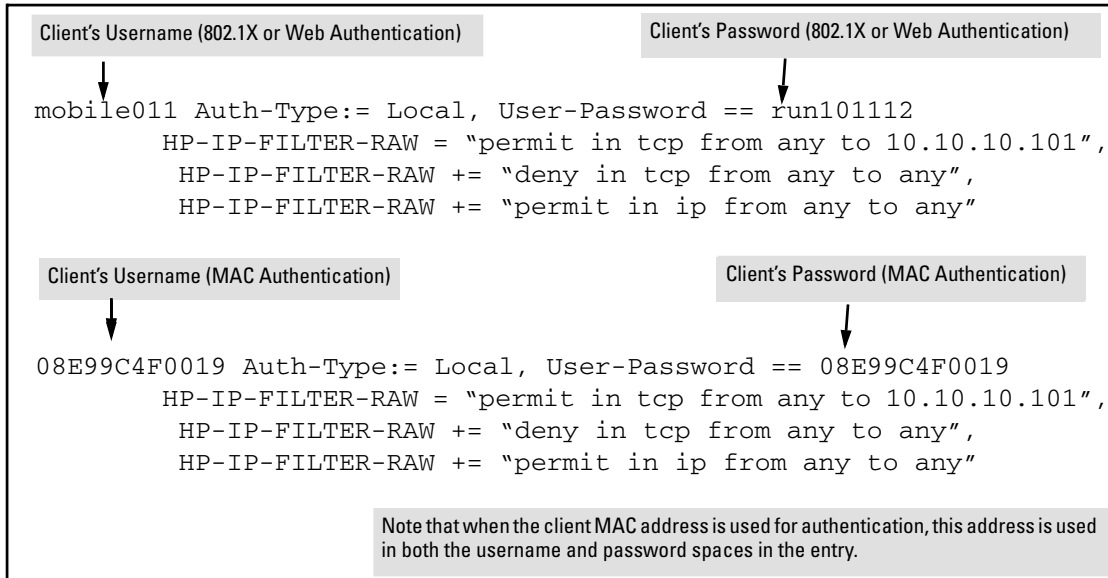 Client's Username (802.1X or Web Authentication)
Client's Password (802.1X or Web Authentication)
mobile011 Auth-Type:= Local, User-Password == run101112
HP-IP-FILTER-RAW = “permit in tcp from any to 10.10.10.101”,
HP-IP-FILTER-RAW += “deny in tcp from any to any”,
HP-IP-FILTER-RAW += “permit in ip from any to any”
Client's Username (MAC Authentication)
Client's Password (MAC Authentication)
08E99C4F0019 Auth-Type:= Local, User-Password == 08E99C4F0019
HP-IP-FILTER-RAW = “permit in tcp from any to 10.10.10.101”,
HP-IP-FILTER-RAW += “deny in tcp from any to any”,
HP-IP-FILTER-RAW += “permit in ip from any to any”
Note that when the client MAC address is used for authentication, this address is used
in both the username and password spaces in the entry.